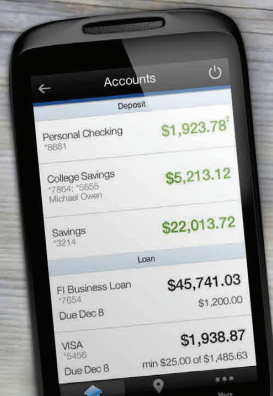 Accounts
Deposit
Personal Checking
*8881
$1,923.78‡
College Savings
*7864; *5655
Michael Owen
$5,213.12
Savings
*3214
$22,013.72
Loan
FI Business Loan
*7654
Due Dec 8
$45,741.03
$1,200.00
VISA
*5466
Due Dec 8
$1,938.87
min $25.00 of $1,485.63
More